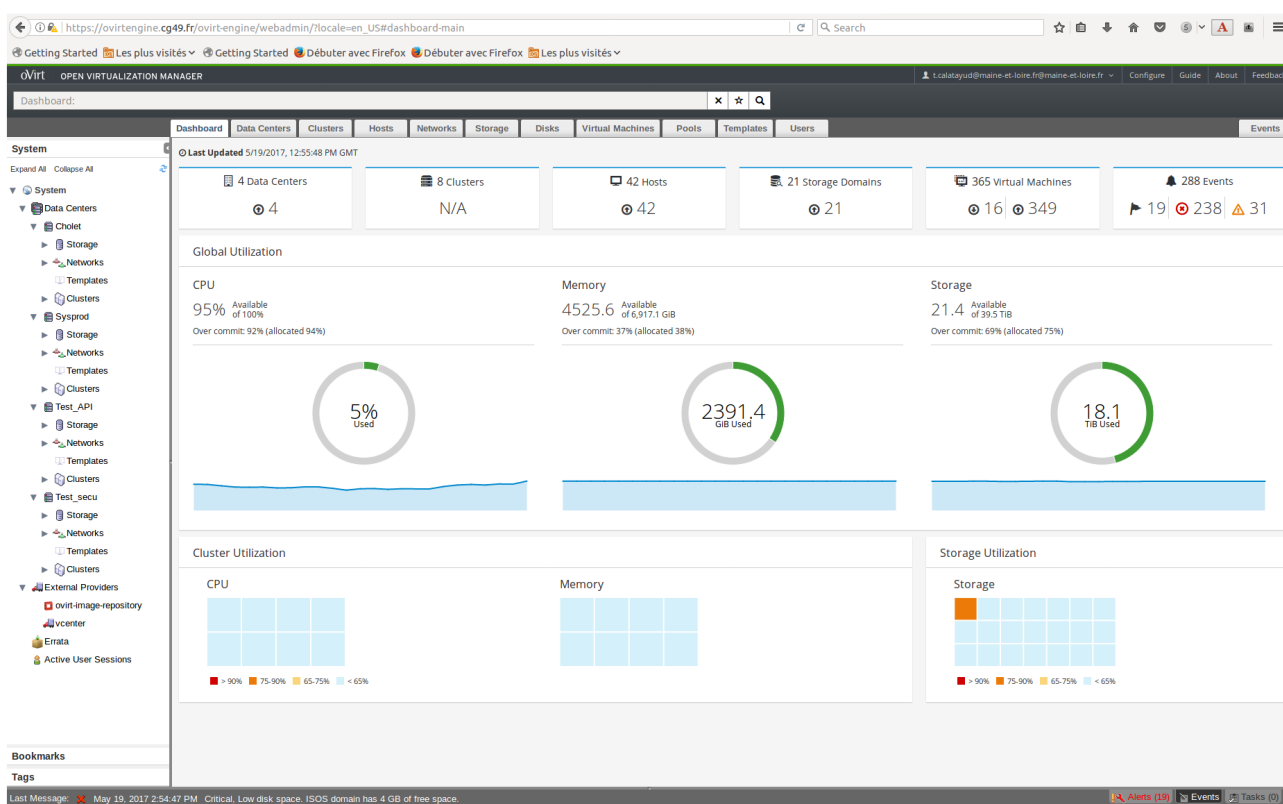 https://ovirtengine.cg49.fr/ovirt-engine/webadmin/?locale=en_US#dashboard-main
Search
Getting Started Les plus visités Getting Started Débuter avec Firefox Débuter avec Firefox Les plus visités
oVirt OPEN VIRTUALIZATION MANAGER
t.calatayud@maine-et-loire.fr@maine-et-loire.fr Configure Guide About Feedbac
Dashboard:
Dashboard Data Centers Clusters Hosts Networks Storage Disks Virtual Machines Pools Templates Users Events
System
Expand All Collapse All
System
Data Centers
Cholet
Storage
Networks
Templates
Clusters
Sysprod
Storage
Networks
Templates
Clusters
Test_API
Storage
Networks
Templates
Clusters
Test_secu
Storage
Networks
Templates
Clusters
External Providers
ovirt-image-repository
vcenter
Errata
Active User Sessions
Bookmarks
Tags
Last Updated 5/19/2017, 12:55:48 PM GMT
4 Data Centers
4
8 Clusters
N/A
42 Hosts
42
21 Storage Domains
21
365 Virtual Machines
16 349
288 Events
19 238 31
Global Utilization
CPU
95% Available of 100%
Over commit: 92% (allocated 94%)
5%
Used
Memory
4525.6 Available of 6,917.1 GiB
Over commit: 37% (allocated 38%)
2391.4
GiB Used
Storage
21.4 Available of 39.5 TiB
Over commit: 69% (allocated 75%)
18.1
TiB Used
Cluster Utilization
CPU
Memory
> 90% 75-90% 65-75% < 65%
Storage Utilization
Storage
> 90% 75-90% 65-75% < 65%
Last Message: May 19, 2017 2:54:47 PM Critical, Low disk space. ISOS domain has 4 GB of free space.
Alerts (19) Events Tasks (0)